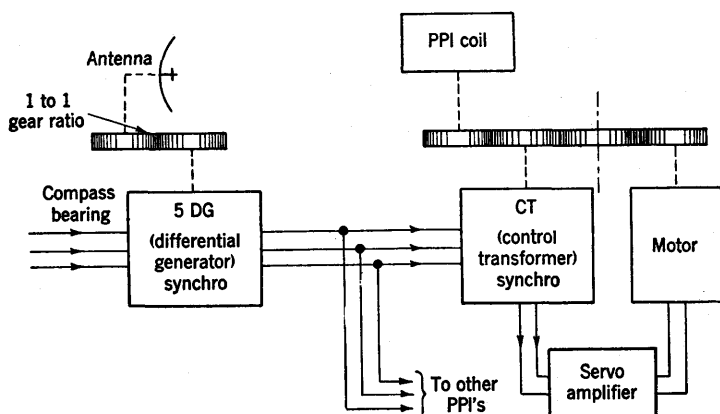 PPI coil
Antenna
1 to 1
gear ratio
Compass
bearing
5 DG
(differential
generator)
synchro
CT
(control
transformer)
synchro
Motor
To other
PPI's
Servo
amplifier